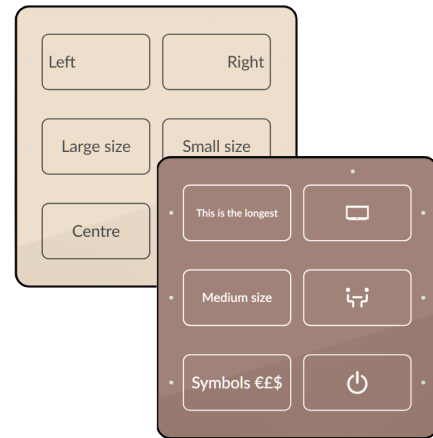 Left
Right
Large size
Small size
Centre
This is the longest
Medium size
Symbols €£$